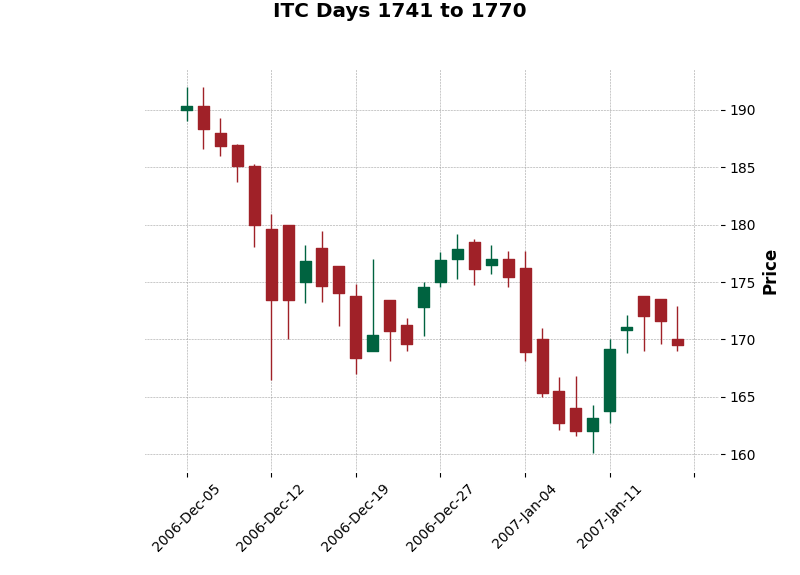 ITC Days 1741 to 1770
190
185
180
175
170
165
160
Price
2006-Dec-05
2006-Dec-12
2006-Dec-19
2006-Dec-27
2007-Jan-04
2007-Jan-11